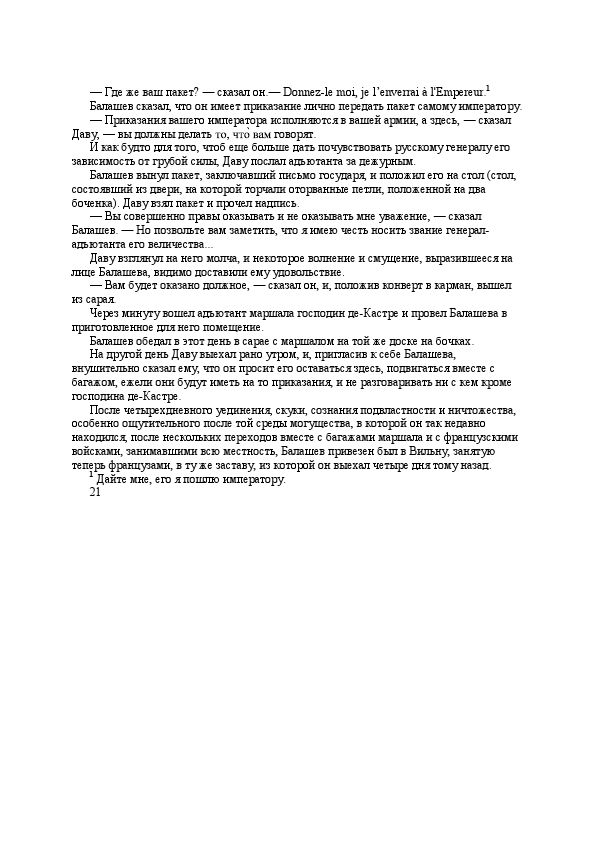 — Где же ваш пакет? — сказал он.— Donnez-le moi, je l’enverrai à l'Empereur.¹
Балашев сказал, что он имеет приказание лично передать пакет самому императору.
— Приказания вашего императора исполняются в вашей армии, а здесь, — сказал
Даву, — вы должны делать то, что̀ вам говорят.
И как будто для того, чтоб еще больше дать почувствовать русскому генералу его
зависимость от грубой силы, Даву послал адъютанта за дежурным.
Балашев вынул пакет, заключавший письмо государя, и положил его на стол (стол,
состоявший из двери, на которой торчали оторванные петли, положенной на два
боченка). Даву взял пакет и прочел надпись.
— Вы совершенно правы оказывать и не оказывать мне уважение, — сказал
Балашев. — Но позвольте вам заметить, что я имею честь носить звание генерал-
адъютанта его величества...
Даву взглянул на него молча, и некоторое волнение и смущение, выразившееся на
лице Балашева, видимо доставили ему удовольствие.
— Вам будет оказано должное, — сказал он, и, положив конверт в карман, вышел
из сарая.
Через минуту вошел адъютант маршала господин де-Кастре и провел Балашева в
приготовленное для него помещение.
Балашев обедал в этот день в сарае с маршалом на той же доске на бочках.
На другой день Даву выехал рано утром, и, пригласив к себе Балашева,
внушительно сказал ему, что он просит его оставаться здесь, подвигаться вместе с
багажом, ежели они будут иметь на то приказания, и не разговаривать ни с кем кроме
господина де-Кастре.
После четырехдневного уединения, скуки, сознания подвластности и ничтожества,
особенно ощутительного после той среды могущества, в которой он так недавно
находился, после нескольких переходов вместе с багажами маршала и с французскими
войсками, занимавшими всю местность, Балашев привезен был в Вильну, занятую
теперь французами, в ту же заставу, из которой он выехал четыре дня тому назад.
¹ Дайте мне, его я пошлю императору.
21